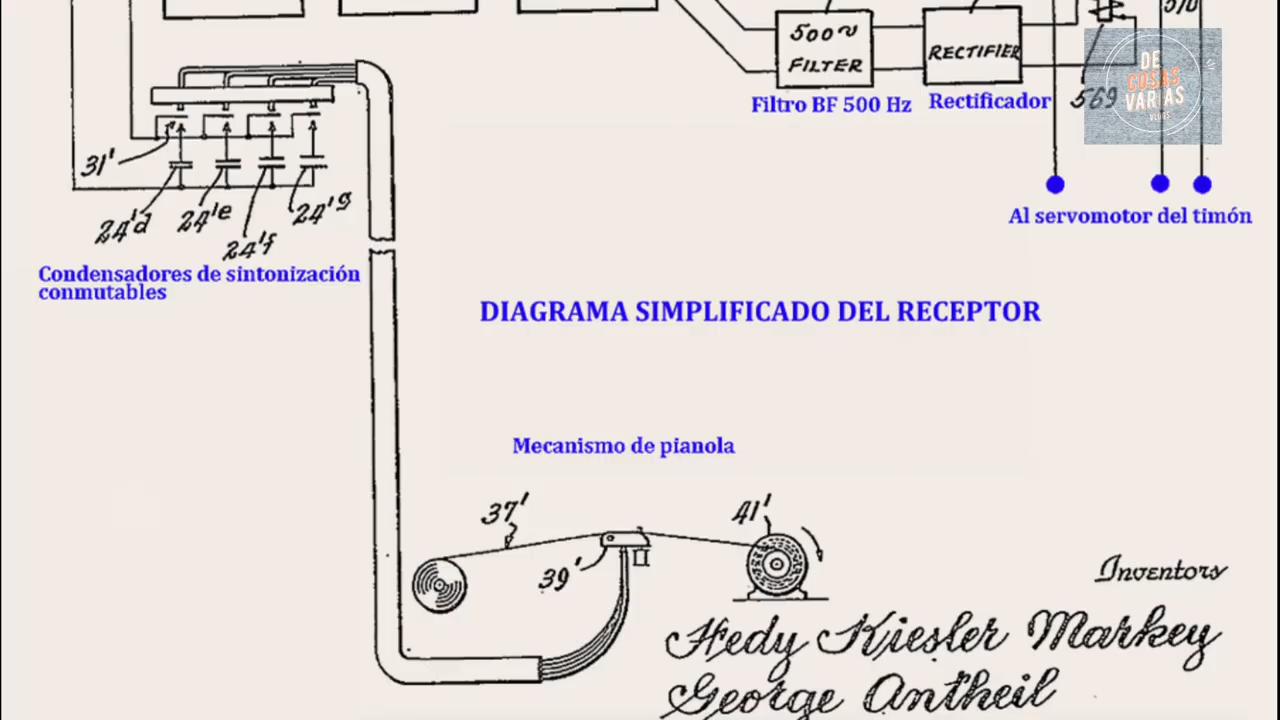 500~
FILTER
RECTIFIER
570
Filtro BF 500 Hz
Rectificador
569
DE
COSAS
VARIAS
VLOGS
31'
24'd
24'e
24'f
24'g
Al servomotor del timón
Condensadores de sintonización
conmutables
DIAGRAMA SIMPLIFICADO DEL RECEPTOR
Mecanismo de pianola
37'
41'
39'
Inventors
Hedy Kiesler Markey
George Antheil